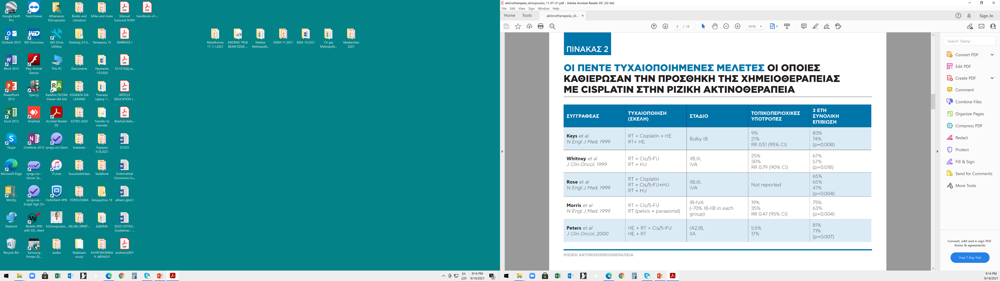 Google Earth
Pro
TeamViewer
Athanasios
Dimopoulos
Books and
Literature
Miles and more
Manual
Suround SONY
handbook-of-...
Outlook 2013
WD Discovery
WD Drive
Utilities
Desktop_01.0...
Parnassou 15
EMBRACE I
Marathonos
17_1.1.2021
EIKONES TRUE
BEAM EDGE ...
Mastos
Metropolit...
EXEM 11.2021
EEEA 10.2021
CV gia
Metropolit...
Masterclass
2021
Word 2013
Play Animal
Genius
This PC
Documents
Payments
1.9.2020
10.1016@j.ra...
PowerPoint
2013
Speccy
RadiAnt DICOM
Viewer (64-bit)
EGGRAFA GIA
LEASING
Thanasis
Laptop 1...
ARTICLE
EDUCATION I...
Excel 2013
AnyDesk
Acrobat Reader
DC
ESTRO 2020
Transfer to
monster
BrachyCatalo...
Skype
OneNote 2013
syngo.via Client
Exetaseis
Trapezes
31.8.2021
ΣΤΙΧΟΙ
Microsoft Edge
syngo.via -
Server Se...
iTunes
Exousiodotiseis
Vodafone
Endometrial
Carcinoma Su...
WinZip
syngo.via -
Single Sign On
FortiClient VPN
FOROLOGIKA
Ασυρμάτου 19
athens gbm1
Network
Mobile VPN
with SSL client
A.Dimopoulos...
KILLINI_SPART...
ΕΔΕΚΜΑ
ESGO-ESTRO...
Guidelines - ...
Recycle Bin
Samsung
Printer Di...
aodos
Malakasis
music
ΚΛΗΡΟΝΟΜΙΚΑ
Ρ. ΦΕΡΑΙΟΥ
andrews2001
ΕΛ
220
9:14 PM
9/19/2021
2
aktinotherapeia_dimopoulos_11-07-21.pdf - Adobe Acrobat Reader DC (32-bit)
File Edit View Sign Window Help
Home Tools aktinotherapeia_di... ×
Sign In
5 / 15
101%
ΠΙΝΑΚΑΣ 2
ΟΙ ΠΕΝΤΕ ΤΥΧΑΙΟΠΟΙΗΜΕΝΕΣ ΜΕΛΕΤΕΣ ΟΙ ΟΠΟΙΕΣ
ΚΑΘΙΕΡΩΣΑΝ ΤΗΝ ΠΡΟΣΘΗΚΗ ΤΗΣ ΧΗΜΕΙΟΘΕΡΑΠΕΙΑΣ
ΜΕ CISPLATIN ΣΤΗΝ ΡΙΖΙΚΗ ΑΚΤΙΝΟΘΕΡΑΠΕΙΑ
ΣΥΓΓΡΑΦΕΑΣ
ΤΥΧΑΙΟΠΟΙΗΣΗ
(ΣΚΕΛΗ)
ΣΤΑΔΙΟ
ΤΟΠΙΚΟΠΕΡΙΟΧΙΚΕΣ
ΥΠΟΤΡΟΠΕΣ
3 ΕΤΗ
ΣΥΝΟΛΙΚΗ
ΕΠΙΒΙΩΣΗ
Keys et al
N Engl J Med. 1999
RT + Cisplatin + HE
RT+ HE
Bulky IB
9%
21%
RR 0.51 (95% CI)
83%
74%
(p=0.008)
Whitney et al
J Clin Oncol. 1999
RT + Cis/5-FU
RT + HU
IIB,III,
IVA
25%
30%
RR 0.79 (90% CI)
67%
57%
(p=0.018)
Rose et al
N Engl J Med. 1999
RT + Cisplatin
RT + Cis/5-FU+HU
RT + HU
IIB,III,
IVA
Not reported
65%
65%
47%
(p=0.004)
Morris et al
N Engl J Med. 1999
RT + Cis/5-FU
RT (pelvis + paraaortal)
IB-IVA
(-70% IB-IIB in each
group)
19%
35%
RR 0.47 (95% CI)
75%
63%
(p=0.004)
Peters et al
J Clin Oncol. 2000
HE + RT + Cis/5-FU
HE + RT
IA2,IB,
IIA
5.5%
17%
81%
71%
(p=0.007)
ΡΙΖΙΚΗ ΑΚΤΙΝΟΧΗΜΕΙΟΘΕΡΑΠΕΙΑ
Search 'Stamp'
Convert PDF
Edit PDF
Create PDF
Comment
Combine Files
Organize Pages
Compress PDF
Redact
Protect
Fill & Sign
Send for Comments
More Tools
Convert, edit and e-sign PDF
forms & agreements
Free 7-Day Trial
9:14 PM
9/19/2021